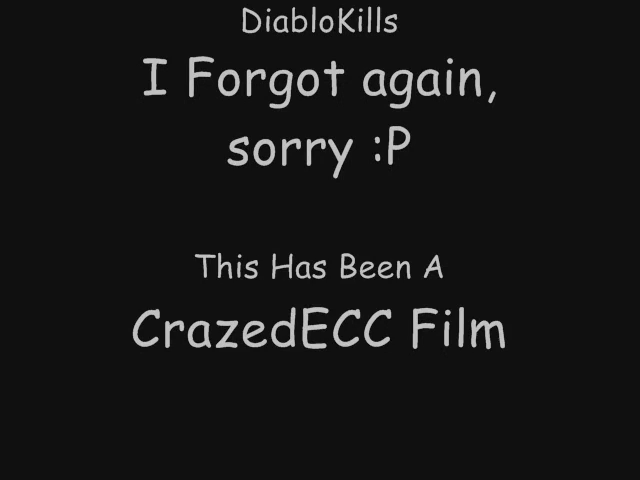 DiabloKills
I Forgot again,
sorry :P
This Has Been A
CrazedECC Film